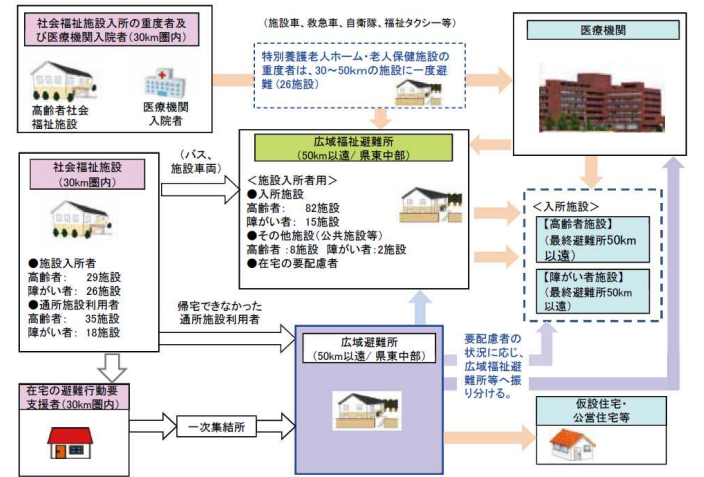 社会福祉施設入所の重度者及
び医療機関入院者(30km圏内)
高齢者社会
福祉施設
医療機関
入院者
(施設車、救急車、自衛隊、福祉タクシー等)
特別養護老人ホーム・老人保健施設の
重度者は、30～50kmの施設に一度避
難(26施設)
医療機関
社会福祉施設
(30km圏内)
●施設入所者
高齢者: 29施設
障がい者: 26施設
●通所施設利用者
高齢者: 35施設
障がい者: 18施設
(バス、
施設車両)
広域福祉避難所
(50km以遠/ 県東中部)
＜施設入所者用＞
●入所施設
高齢者: 82施設
障がい者: 15施設
●その他施設(公共施設等)
高齢者:8施設 障がい者:2施設
●在宅の要配慮者
＜入所施設＞
【高齢者施設】
(最終避難所50km
以遠)
【障がい者施設】
(最終避難所50km
以遠)
帰宅できなかった
通所施設利用者
広域避難所
(50km以遠/ 県東中部)
要配慮者の
状況に応じ、
広域福祉避
難所等へ振
り分ける。
在宅の避難行動要
支援者(30km圏内)
一次集結所
仮設住宅・
公営住宅等